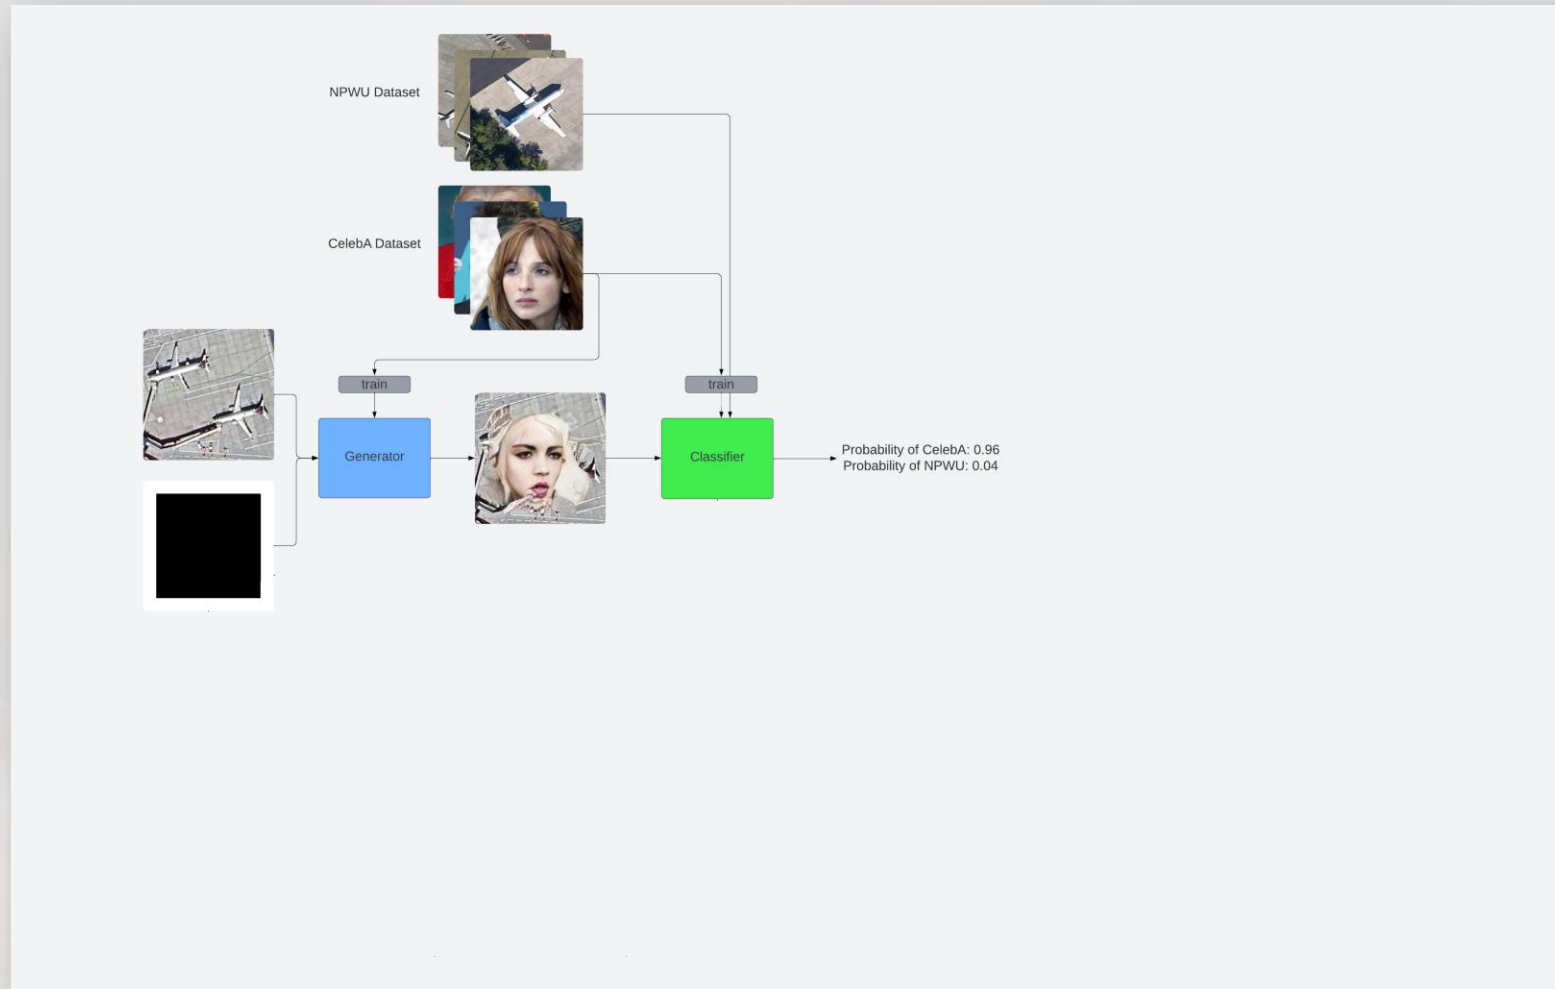 NPWU Dataset
CelebA Dataset
train
train
Generator
Classifier
Probability of CelebA: 0.96
Probability of NPWU: 0.04